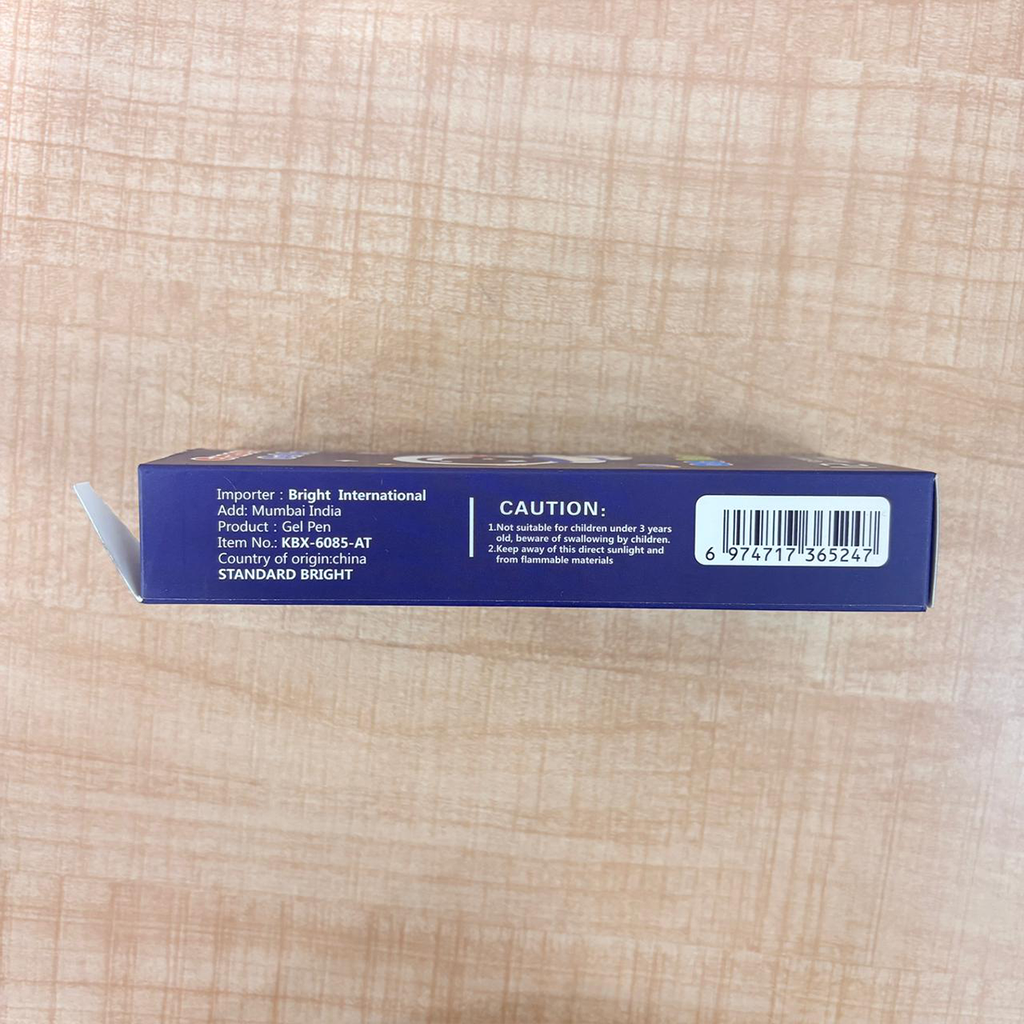 Importer : Bright International
Add: Mumbai India
Product : Gel Pen
Item No.: KBX-6085-AT
Country of origin:china
STANDARD BRIGHT
CAUTION:
1.Not suitable for children under 3 years
old, beware of swallowing by children.
2.Keep away of this direct sunlight and
from flammable materials
6 974717 365247